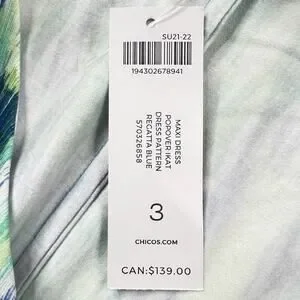 SU21-22
194302678941
MAXI DRESS
POPOVER IKAT
DRESS PATTERN
REGATTA BLUE
570326858
3
CHICOS.COM
CAN:$139.00